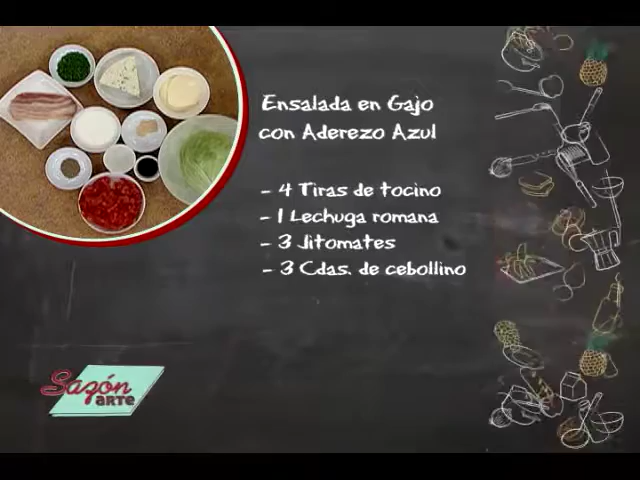 Ensalada en Gajo
con Aderezo Azul
- 4 Tiras de tocino
- 1 Lechuga romana
- 3 Jitomates
- 3 Cdas. de cebollino
Sazón
ARTE